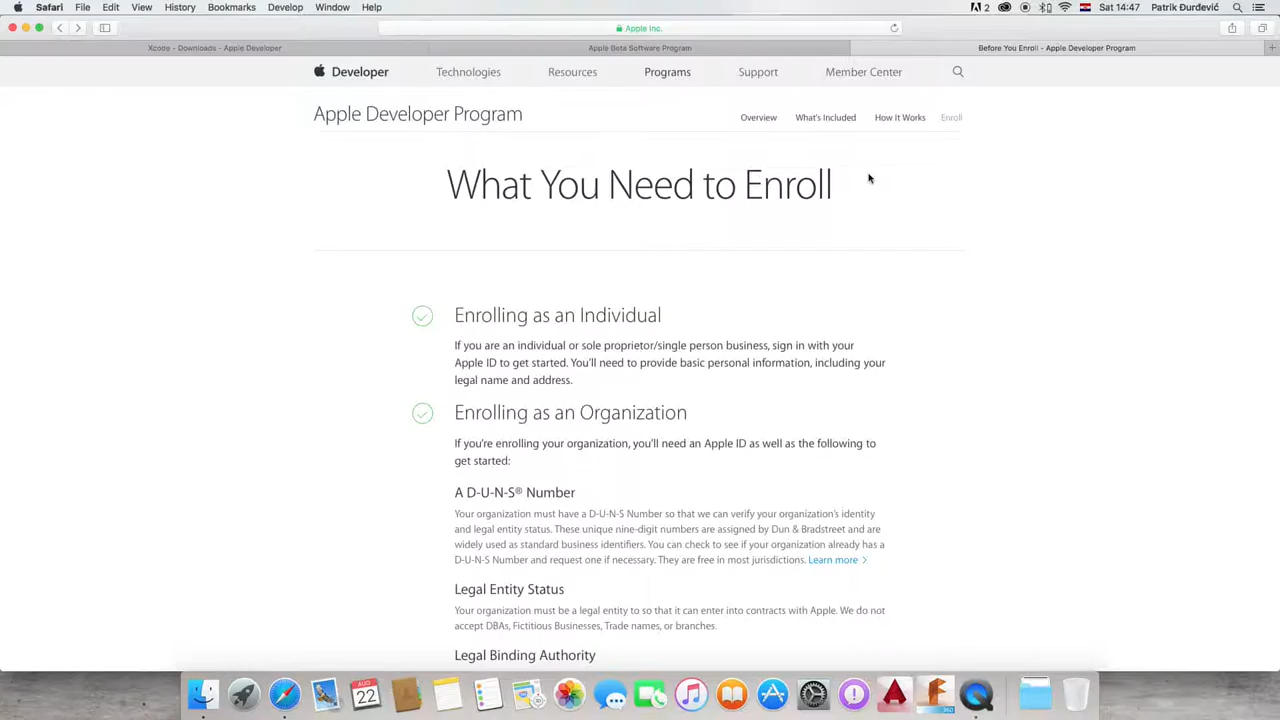 Safari File Edit View History Bookmarks Develop Window Help 2 Sat 14:47 Patrik Đurđević
Apple Inc.
Xcode - Downloads - Apple Developer Apple Beta Software Program Before You Enroll - Apple Developer Program
Developer Technologies Resources Programs Support Member Center
Apple Developer Program Overview What's Included How It Works Enroll
What You Need to Enroll
Enrolling as an Individual
If you are an individual or sole proprietor/single person business, sign in with your
Apple ID to get started. You'll need to provide basic personal information, including your
legal name and address.
Enrolling as an Organization
If you're enrolling your organization, you'll need an Apple ID as well as the following to
get started:
A D-U-N-S® Number
Your organization must have a D-U-N-S Number so that we can verify your organization's identity
and legal entity status. These unique nine-digit numbers are assigned by Dun & Bradstreet and are
widely used as standard business identifiers. You can check to see if your organization already has a
D-U-N-S Number and request one if necessary. They are free in most jurisdictions. Learn more >
Legal Entity Status
Your organization must be a legal entity to so that it can enter into contracts with Apple. We do not
accept DBAs, Fictitious Businesses, Trade names, or branches.
Legal Binding Authority
AUG
22
360